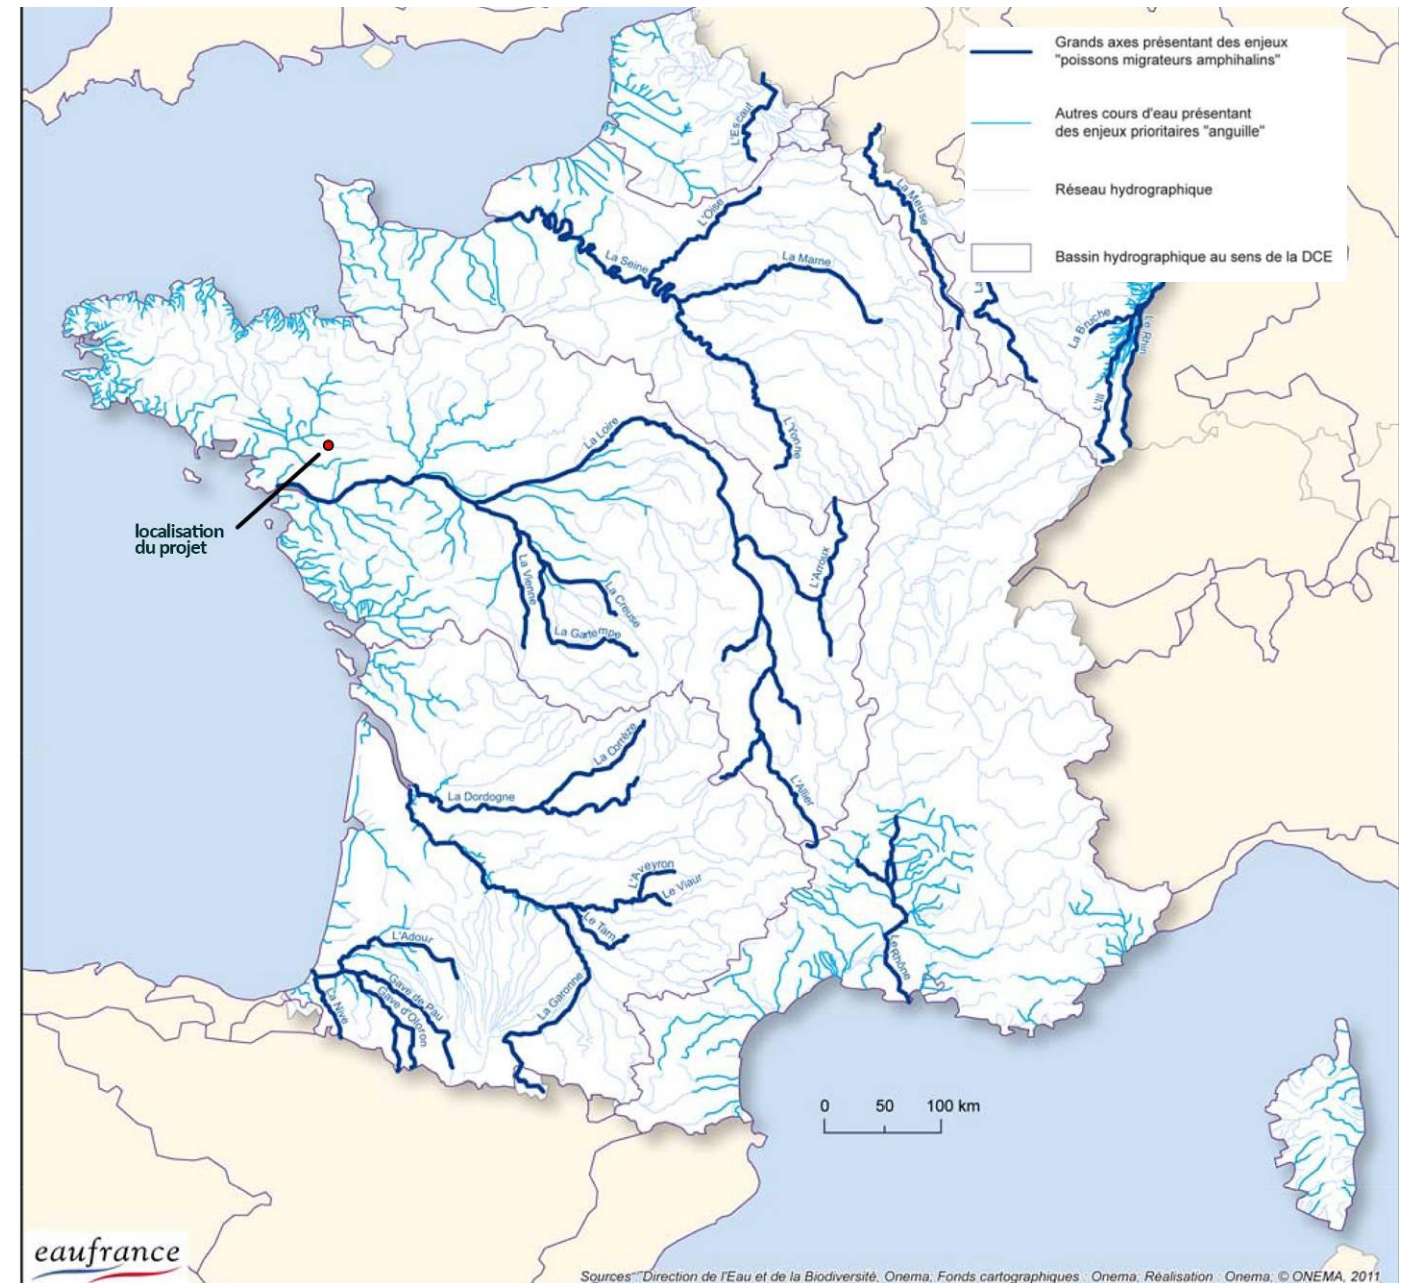 Grands axes présentant des enjeux
"poissons migrateurs amphihalins"
Autres cours d'eau présentant
des enjeux prioritaires "anguille"
Réseau hydrographique
Bassin hydrographique au sens de la DCE
L'Escaut
La Meuse
L'Oise
La Seine
La Marne
La Bruche
Le Rhin
L'Ill
L'Yonne
La Loire
localisation
du projet
L'Arroux
La Vienne
La Creuse
La Gartempe
La Corrèze
La Dordogne
L'Allier
L'Aveyron
Le Viaur
Le Tarn
L'Adour
Le Rhône
Gave de Pau
Gave d'Oloron
La Nive
La Garonne
0 50 100 km
eaufrance
Sources : Direction de l'Eau et de la Biodiversité, Onema, Fonds cartographiques : Onema; Réalisation : Onema; © ONEMA, 2011